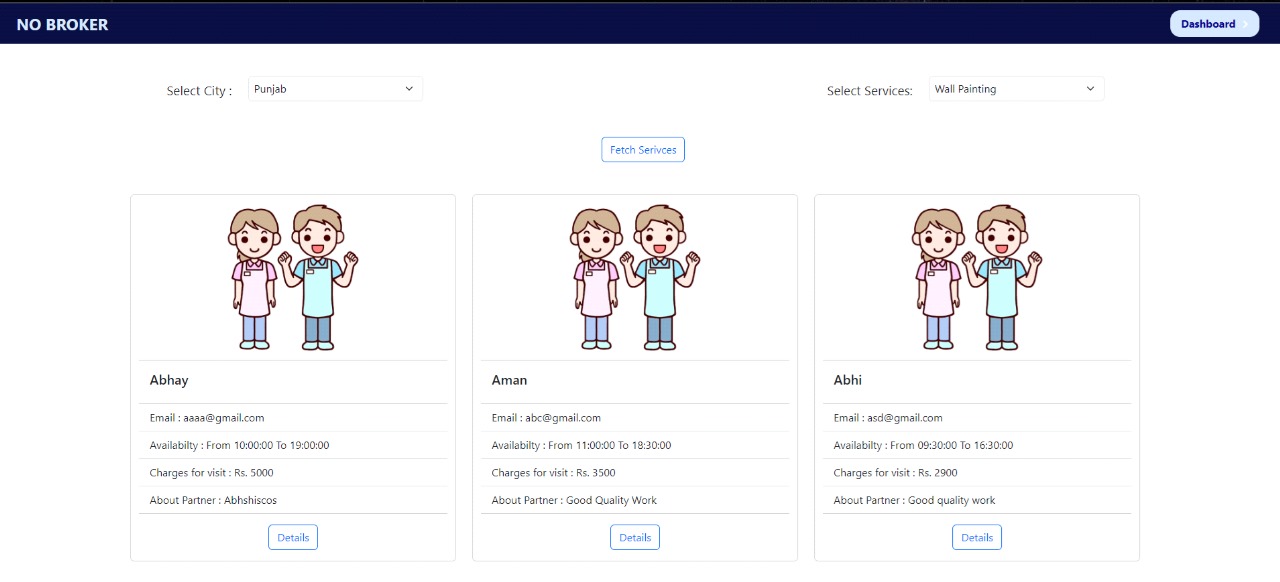 NO BROKER
Dashboard
Select City :
Punjab
Select Services:
Wall Painting
Fetch Serivces
Abhay
Email : aaaa@gmail.com
Availabilty : From 10:00:00 To 19:00:00
Charges for visit : Rs. 5000
About Partner : Abhshiscos
Details
Aman
Email : abc@gmail.com
Availabilty : From 11:00:00 To 18:30:00
Charges for visit : Rs. 3500
About Partner : Good Quality Work
Details
Abhi
Email : asd@gmail.com
Availabilty : From 09:30:00 To 16:30:00
Charges for visit : Rs. 2900
About Partner : Good quality work
Details